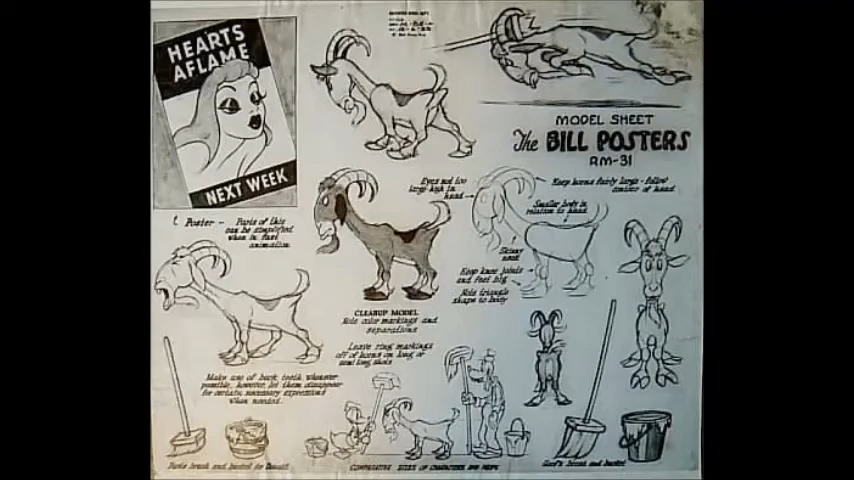 HEARTS
AFLAME
NEXT WEEK
MODEL SHEET
The BILL POSTERS
RM-31
Poster - Parts of this
can be simplified
when in fast
animation
Eyes not too
large-high in
head
Keep horns fairly large - follow
contour of head
Smaller body in
relation to head
Skinny
neck
Keep knee joints
and feet big
Note triangle
shape to body
CLEANUP MODEL
Note color markings and
separations
Leave ring markings
off of horns on long or
semi long shots
Make use of buck teeth whenever
possible, however, let them disappear
for certain necessary expressions
when needed.
Paste brush and bucket for Donald
COMPARATIVE SIZES OF CHARACTERS AND PROPS
Goof's brush and bucket